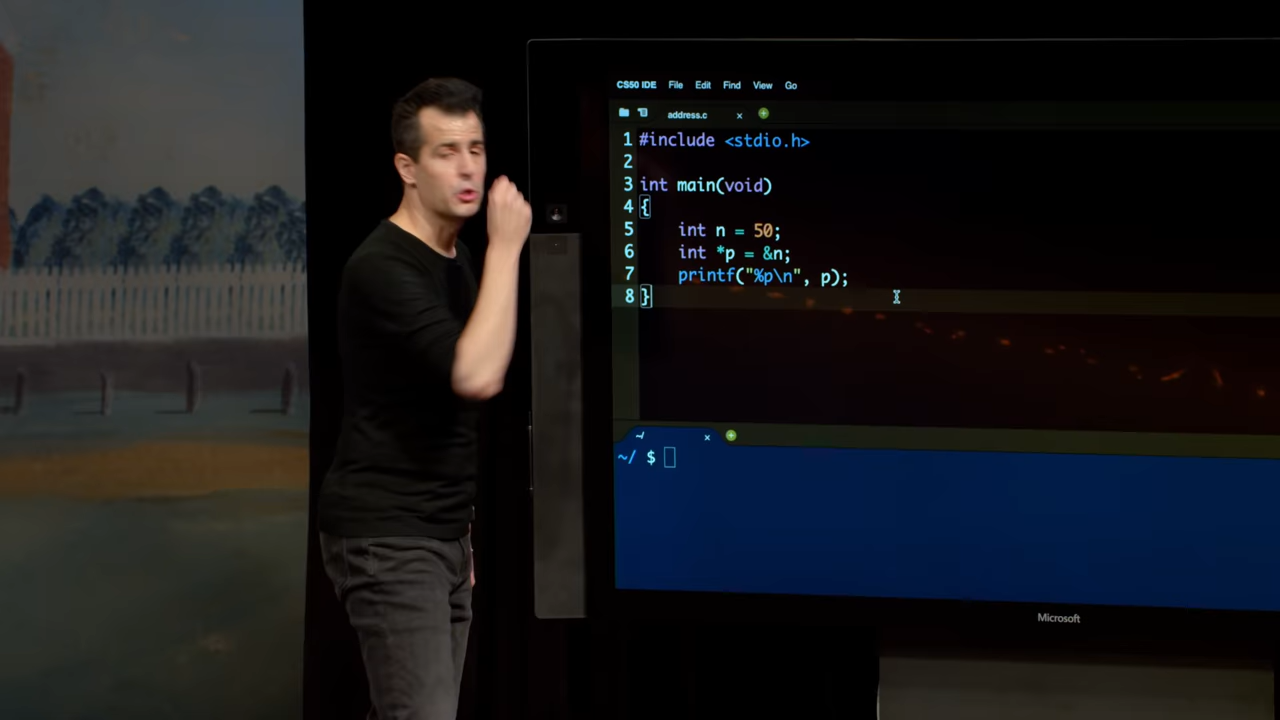 CS50 IDE File Edit Find View Go
address.c x
1 #include <stdio.h>
2
3 int main(void)
4 {
5 int n = 50;
6 int *p = &n;
7 printf("%p\n", p);
8 }
~/ x
~/ $
Microsoft